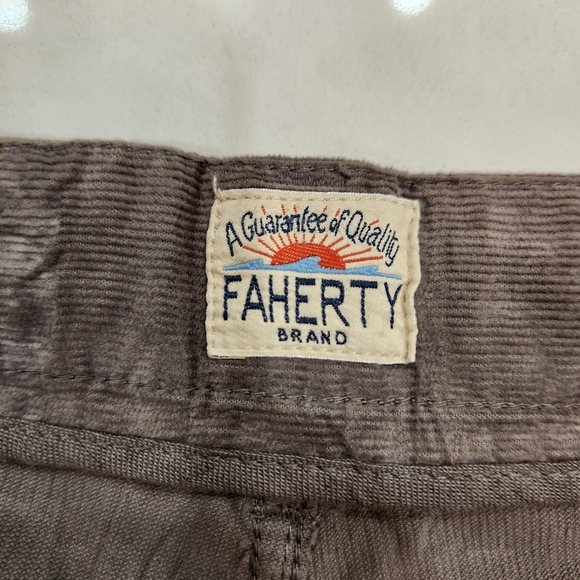 A Guarantee of Quality
FAHERTY
BRAND